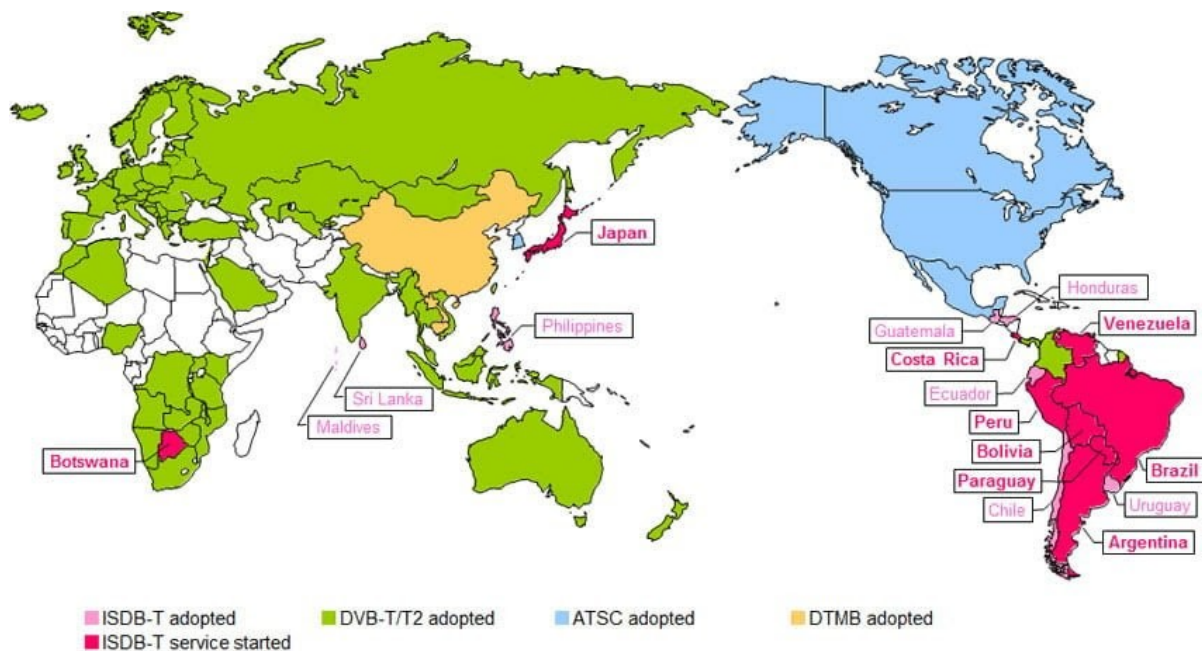 Japan
Honduras
Philippines
Guatemala
Venezuela
Costa Rica
Ecuador
Sri Lanka
Maldives
Peru
Botswana
Bolivia
Brazil
Paraguay
Chile
Uruguay
Argentina
ISDB-T adopted
DVB-T/T2 adopted
ATSC adopted
DTMB adopted
ISDB-T service started